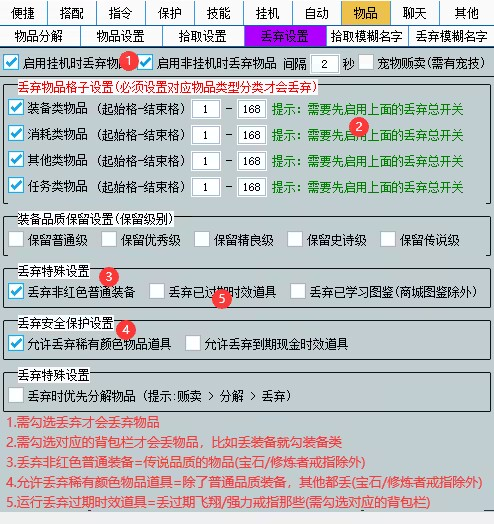 便捷 搭配 指令 保护 技能 挂机 自动 物品 聊天 其他
物品分解 物品设置 拾取设置 丢弃设置 拾取模糊名字 丢弃模糊名字
启用挂机时丢弃物品 1 启用非挂机时丢弃物品 间隔 2 秒 宠物贩卖(需有宠技)
丢弃物品格子设置(必须设置对应物品类型分类才会丢弃)
装备类物品 (起始格-结束格) 1 - 168 提示: 需要先启用上面的丢弃总开关
2
消耗类物品 (起始格-结束格) 1 - 168 提示: 需要先启用上面的丢弃总开关
其他类物品 (起始格-结束格) 1 - 168 提示: 需要先启用上面的丢弃总开关
任务类物品 (起始格-结束格) 1 - 168 提示: 需要先启用上面的丢弃总开关
装备品质保留设置(保留级别)
保留普通级 保留优秀级 保留精良级 保留史诗级 保留传说级
丢弃特殊设置 3
丢弃非红色普通装备 丢弃已过期时效道具 丢弃已学习图鉴(商城图鉴除外)
5
丢弃安全保护设置 4
允许丢弃稀有颜色物品道具 允许丢弃到期现金时效道具
丢弃特殊设置
丢弃时优先分解物品 (提示:贩卖 > 分解 > 丢弃)
1.需勾选丢弃才会丢弃物品
2.需勾选对应的背包栏才会丢物品，比如丢装备就勾装备类
3.丢弃非红色普通装备=传说品质的物品(宝石/修炼者戒指除外)
4.允许丢弃稀有颜色物品道具=除了普通品质装备，其他都丢(宝石/修炼者戒指除外)
5.运行丢弃过期时效道具=丢过期飞翔/强力戒指那些(需勾选对应的背包栏)